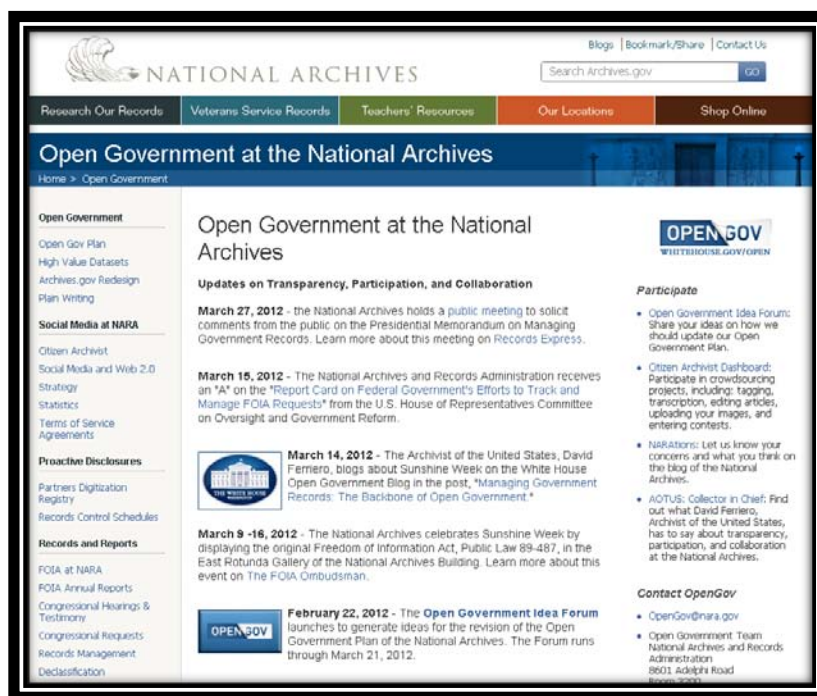 Blogs | Bookmark/Share | Contact Us
NATIONAL ARCHIVES
Search Archives.gov GO
Research Our Records Veterans Service Records Teachers' Resources Our Locations Shop Online
Open Government at the National Archives
Home > Open Government
Open Government
Open Gov Plan
High Value Datasets
Archives.gov Redesign
Plain Writing
Social Media at NARA
Citizen Archivist
Social Media and Web 2.0
Strategy
Statistics
Terms of Service
Agreements
Proactive Disclosures
Partners Digitization
Registry
Records Control Schedules
Records and Reports
FOIA at NARA
FOIA Annual Reports
Congressional Hearings &
Testimony
Congressional Requests
Records Management
Declassification
Open Government at the National
Archives
Updates on Transparency, Participation, and Collaboration
March 27, 2012 - the National Archives holds a public meeting to solicit
comments from the public on the Presidential Memorandum on Managing
Government Records. Learn more about this meeting on Records Express.
March 15, 2012 - The National Archives and Records Administration receives
an "A" on the "Report Card on Federal Government's Efforts to Track and
Manage FOIA Requests" from the U.S. House of Representatives Committee
on Oversight and Government Reform.
THE WHITE HOUSE
WASHINGTON
March 14, 2012 - The Archivist of the United States, David
Ferriero, blogs about Sunshine Week on the White House
Open Government Blog in the post, "Managing Government
Records: The Backbone of Open Government."
March 9 -16, 2012 - The National Archives celebrates Sunshine Week by
displaying the original Freedom of Information Act, Public Law 89-487, in the
East Rotunda Gallery of the National Archives Building. Learn more about this
event on The FOIA Ombudsman.
OPEN GOV
February 22, 2012 - The Open Government Idea Forum
launches to generate ideas for the revision of the Open
Government Plan of the National Archives. The Forum runs
through March 21, 2012.
OPEN GOV
WHITEHOUSE.GOV/OPEN
Participate
• Open Government Idea Forum:
Share your ideas on how we
should update our Open
Government Plan.
• Citizen Archivist Dashboard:
Participate in crowdsourcing
projects, including: tagging,
transcription, editing articles,
uploading your images, and
entering contests.
• NARAtions: Let us know your
concerns and what you think on
the blog of the National
Archives.
• AOTUS: Collector in Chief: Find
out what David Ferriero,
Archivist of the United States,
has to say about transparency,
participation, and collaboration
at the National Archives.
Contact OpenGov
• OpenGov@nara.gov
• Open Government Team
National Archives and Records
Administration
8601 Adelphi Road
Room 3200